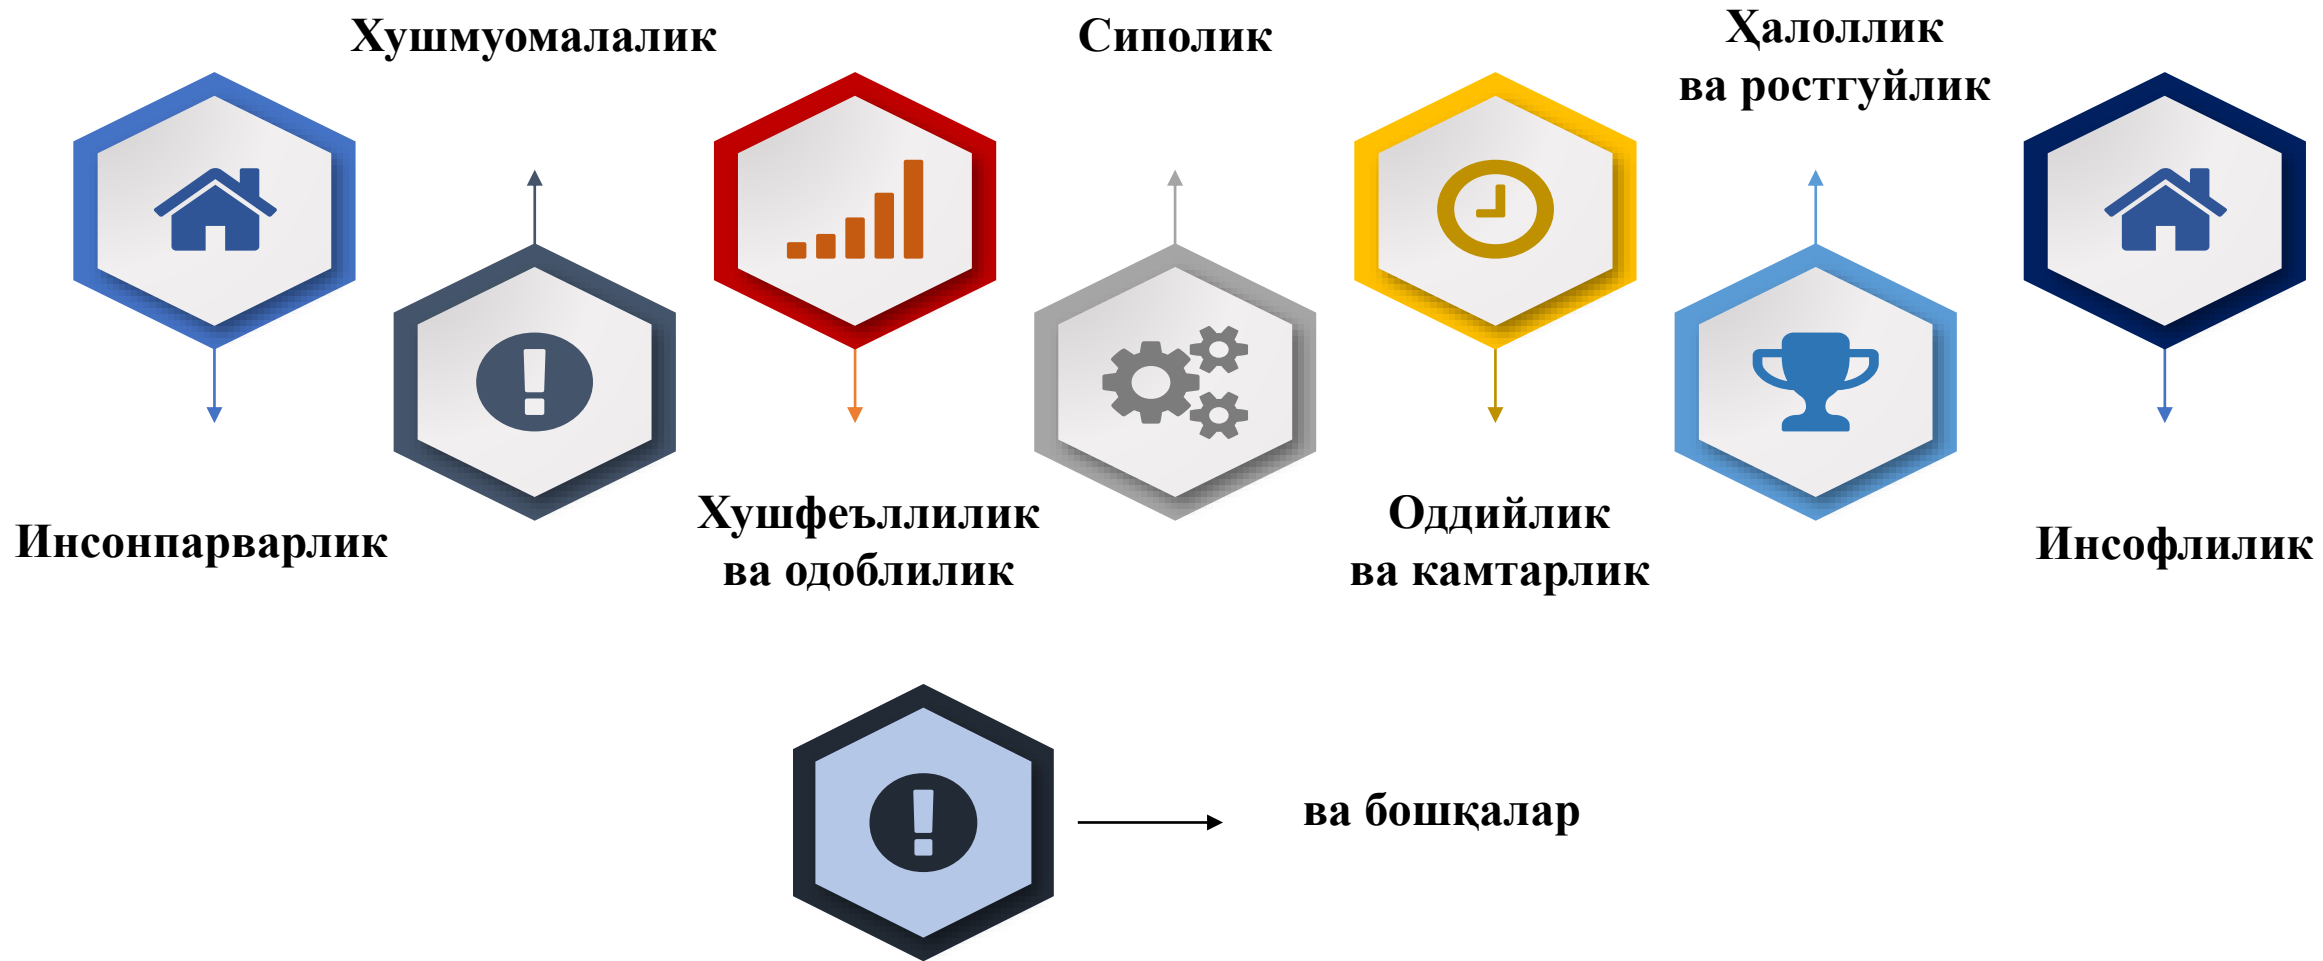 Хушмуомалалик
Сиполик
Ҳалоллик
ва ростгуйлик
Инсонпарварлик
Хушфеъллилик
ва одоблилик
Оддийлик
ва камтарлик
Инсофлилик
ва бошқалар